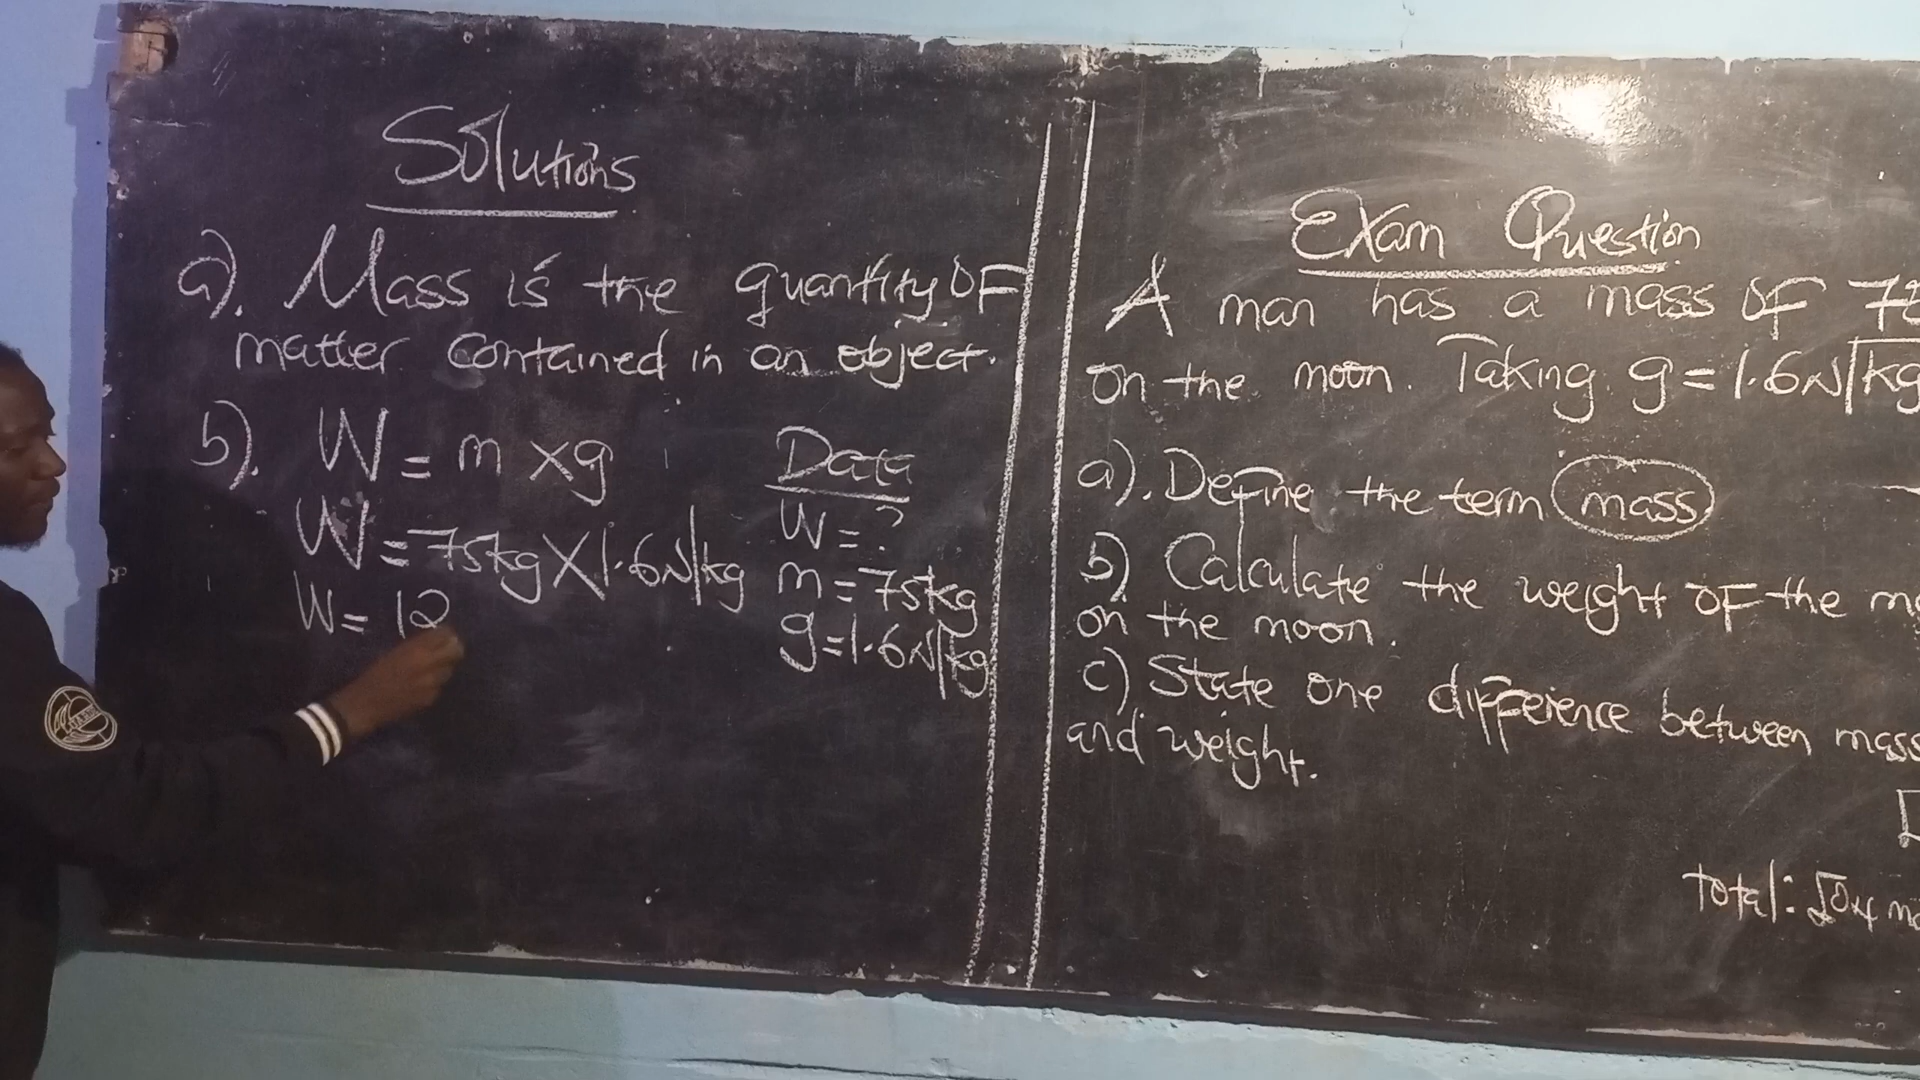 Solutions
a). Mass is the quantity OF
matter contained in an object.
b). W = m x g
W = 75kg X 1.6N/kg
W = 12
Data
W = ?
m = 75kg
g = 1.6N/kg
Exam Question
A man has a mass OF
on the moon. Taking g = 1.6N/kg
a). Define the term mass
b) Calculate the weight OF the
on the moon.
c) State one difference between mass
and weight.
Total: